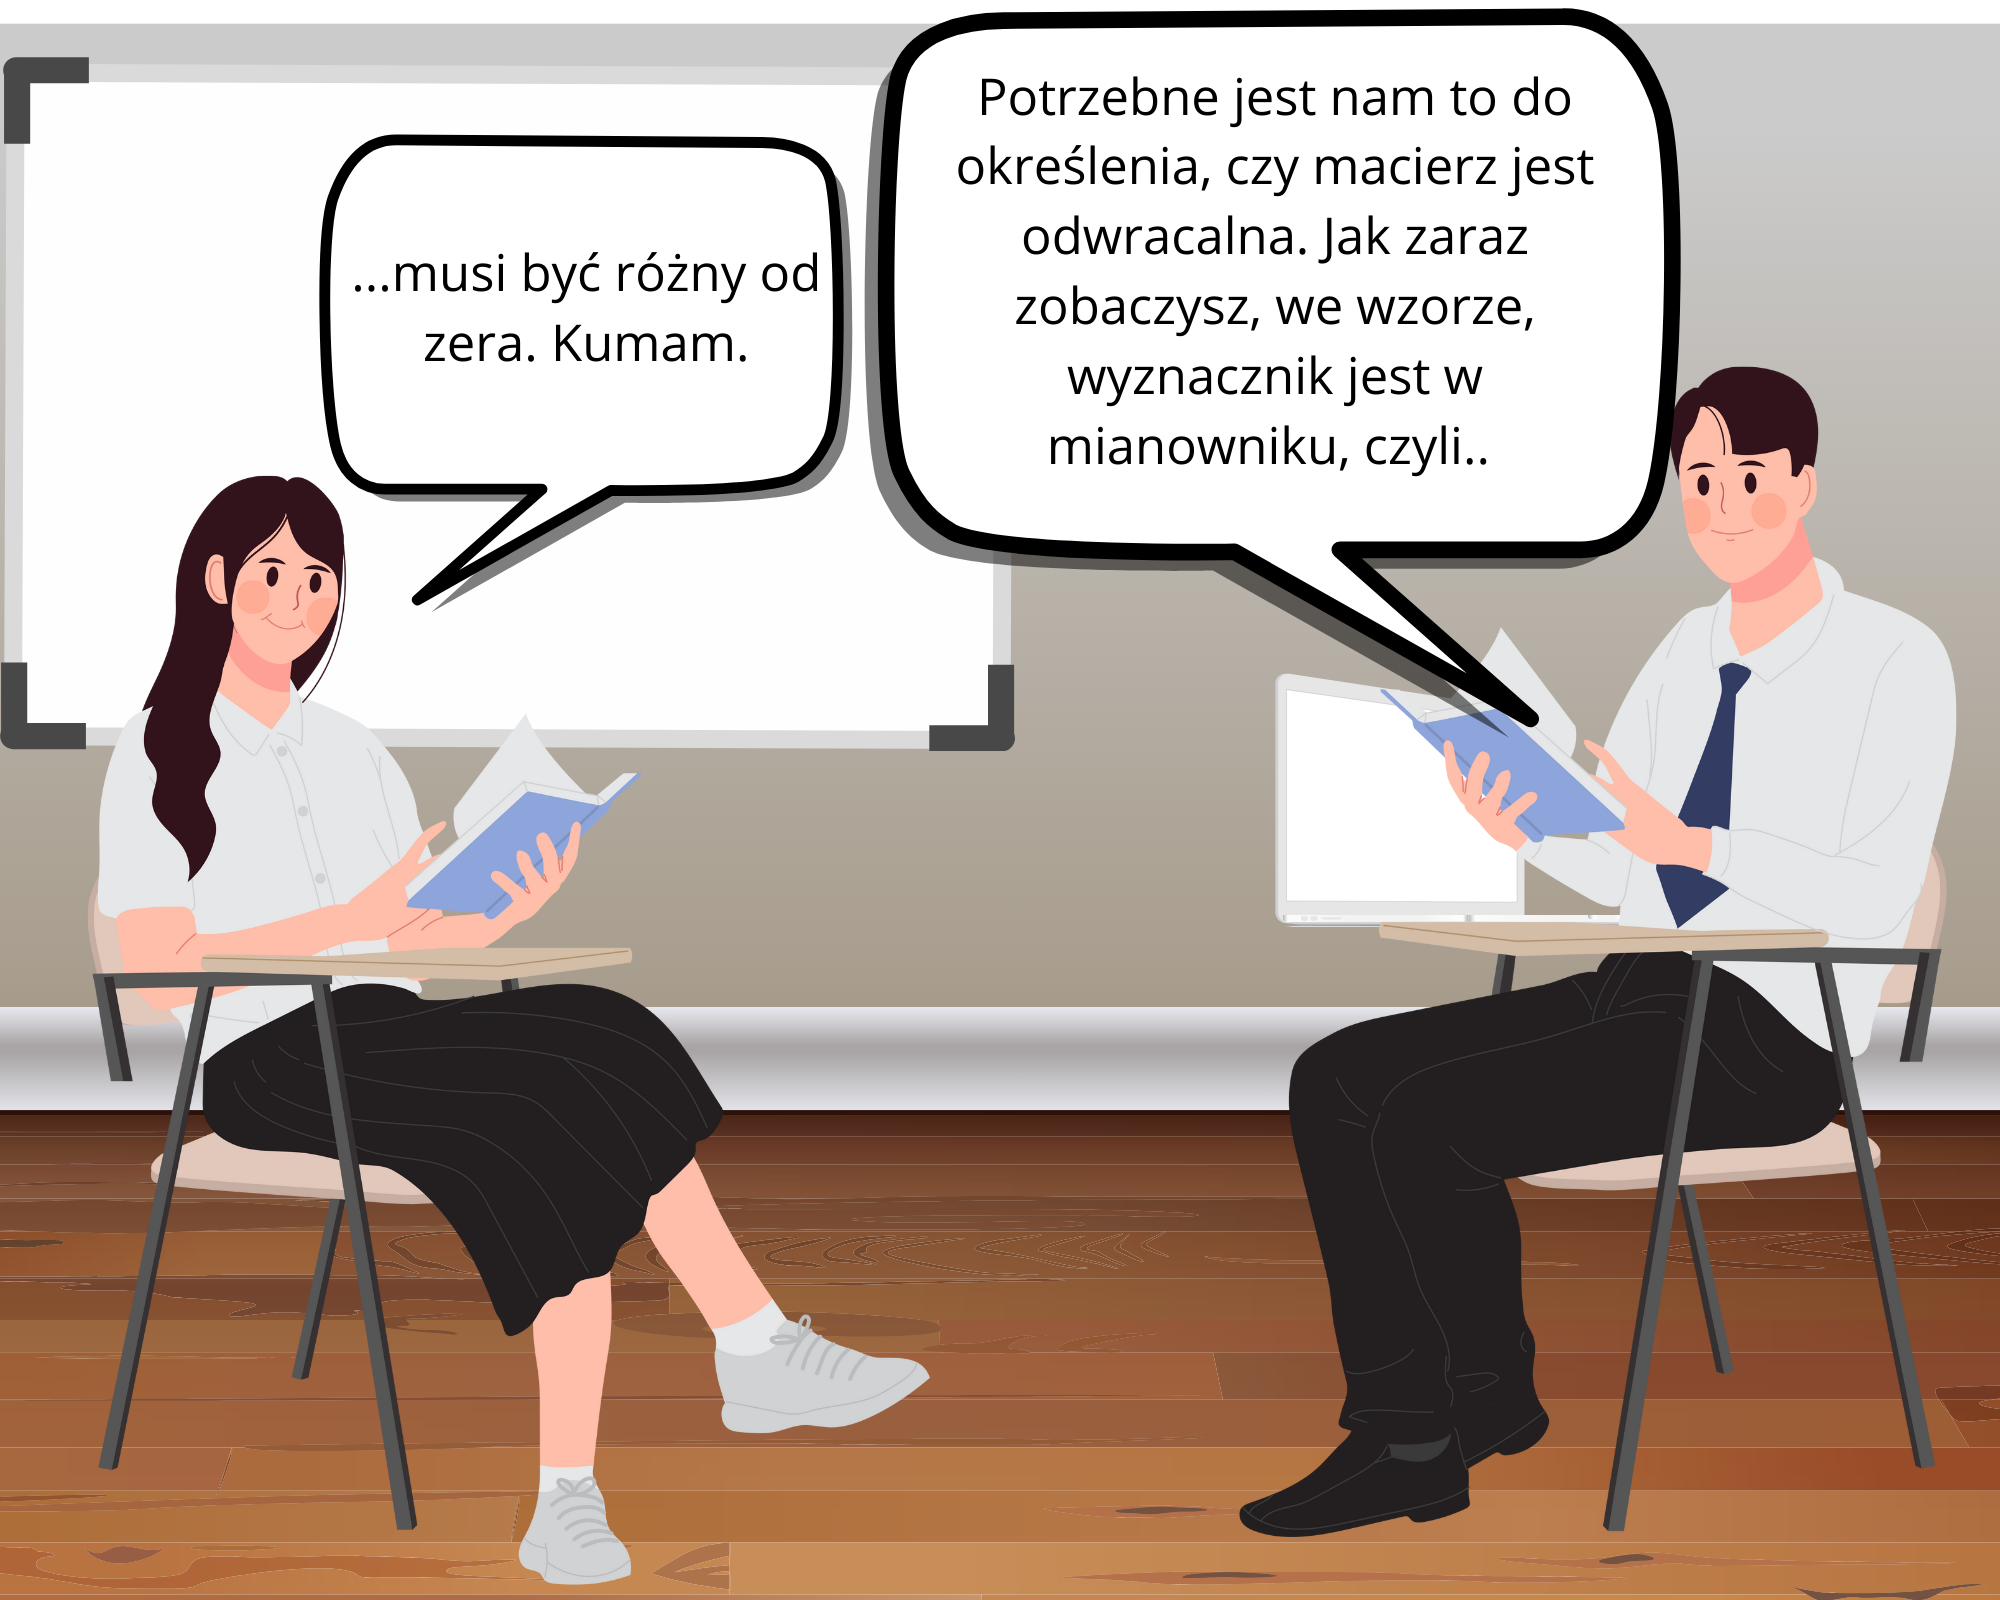 Potrzebne jest nam to do
określenia, czy macierz jest
odwracalna. Jak zaraz
zobaczysz, we wzorze,
wyznacznik jest w
mianowniku, czyli..
...musi być różny od
zera. Kumam.